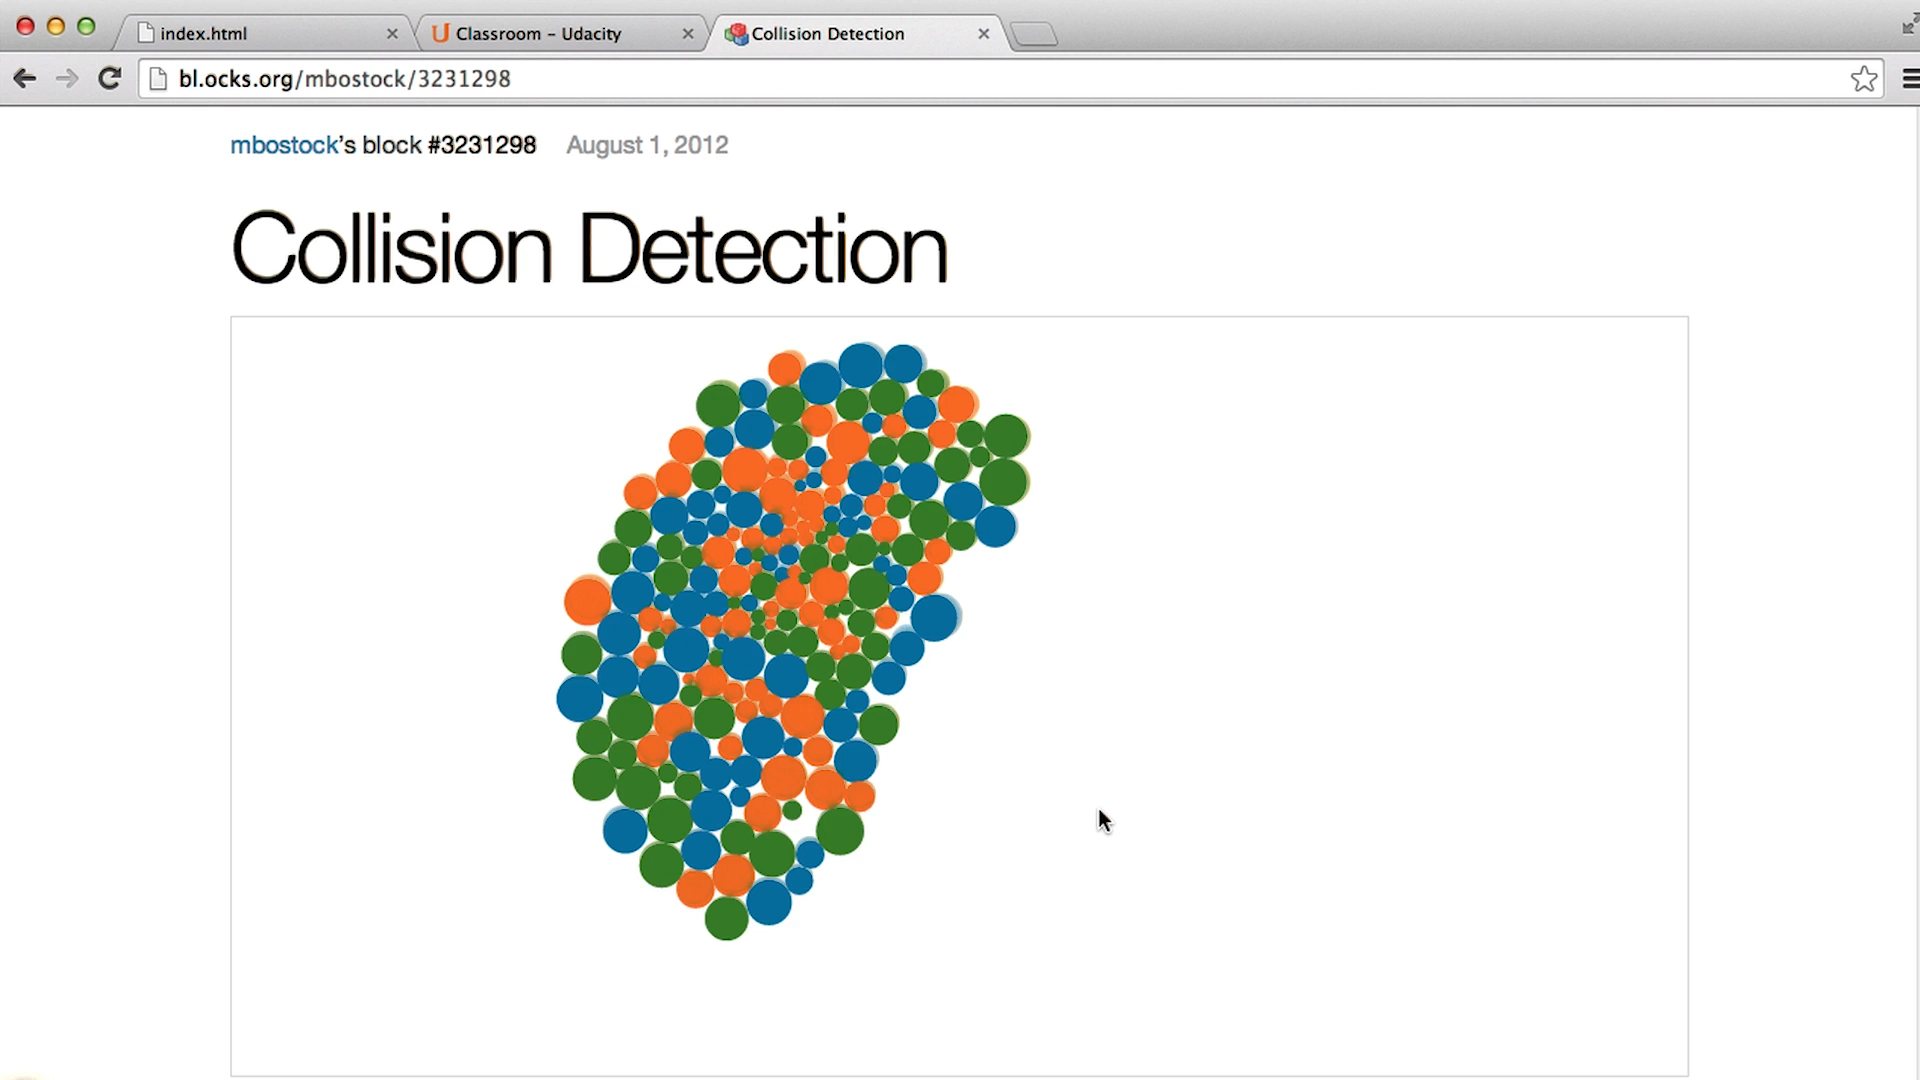 index.html
Classroom – Udacity
Collision Detection
bl.ocks.org/mbostock/3231298
mbostock’s block #3231298 August 1, 2012
Collision Detection